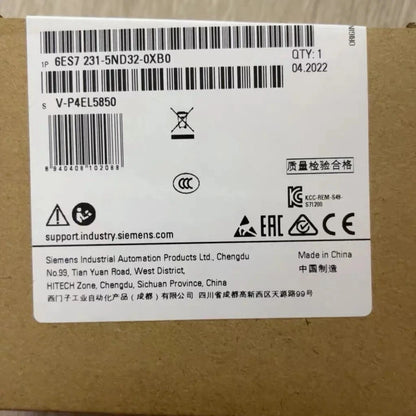 1P 6ES7 231-5ND32-0XB0
QTY: 1
04.2022
S V-P4EL5850
8940408102088
质量检验合格
CCC
KCC-REM-S49-
S71200
EAC CE
support.industry.siemens.com
Siemens Industrial Automation Products Ltd., Chengdu
No.99, Tian Yuan Road, West District,
HITECH Zone, Chengdu, Sichuan Province, China
西门子工业自动化产品（成都）有限公司 四川省成都高新西区天源路99号
Made in China
中国制造